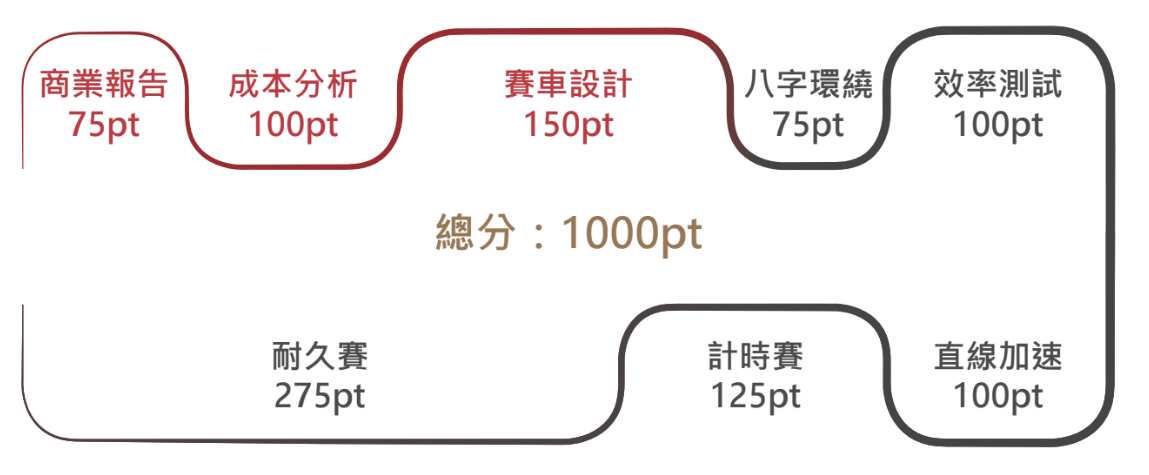 商業報告
75pt
成本分析
100pt
賽車設計
150pt
八字環繞
75pt
效率測試
100pt
總分：1000pt
耐久賽
275pt
計時賽
125pt
直線加速
100pt